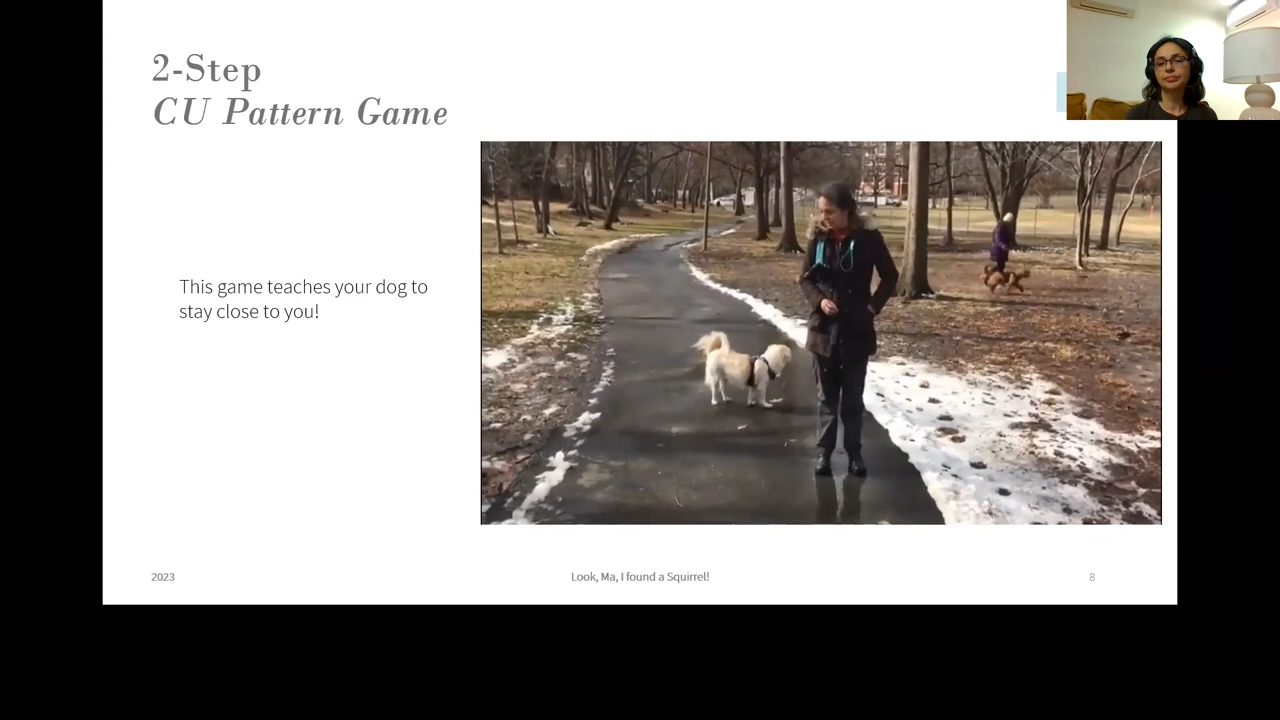 2-Step
CU Pattern Game
This game teaches your dog to
stay close to you!
2023
Look, Ma, I found a Squirrel!
8